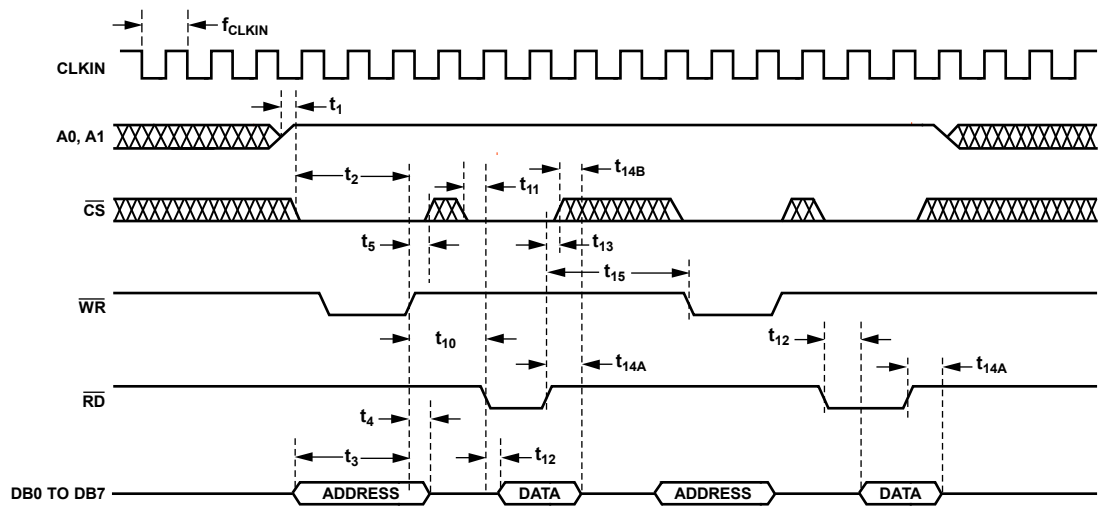 fCLKIN
CLKIN
t1
A0, A1
t2
t11
t14B
CS
t5
t13
t15
WR
t10
t12
t14A
RD
t4
t3
t12
DB0 TO DB7
ADDRESS
DATA
ADDRESS
DATA